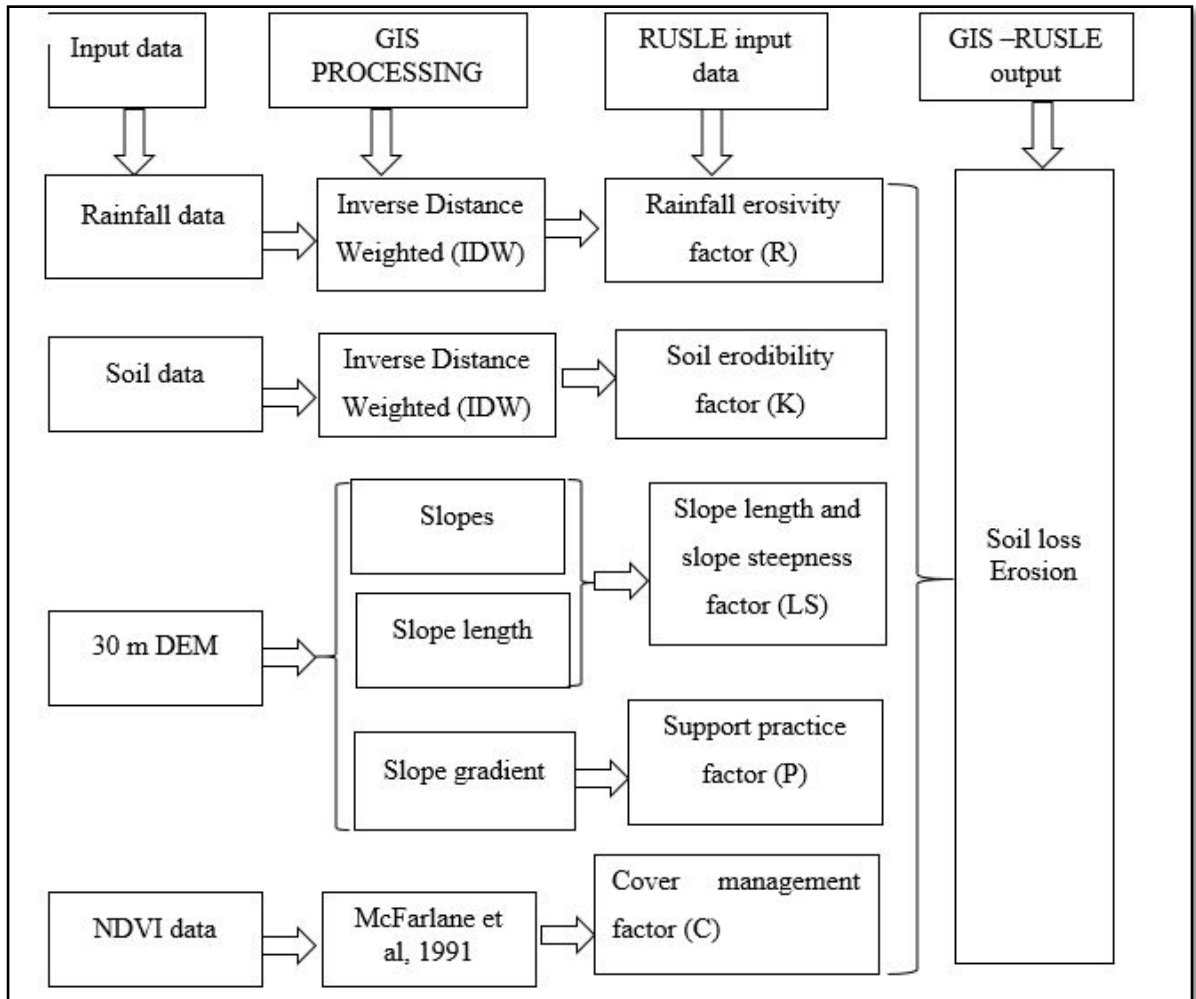 Input data
GIS
PROCESSING
RUSLE input
data
GIS –RUSLE
output
Rainfall data
Inverse Distance
Weighted (IDW)
Rainfall erosivity
factor (R)
Soil data
Inverse Distance
Weighted (IDW)
Soil erodibility
factor (K)
30 m DEM
Slopes
Slope length
Slope length and
slope steepness
factor (LS)
Slope gradient
Support practice
factor (P)
NDVI data
McFarlane et
al, 1991
Cover management
factor (C)
Soil loss
Erosion